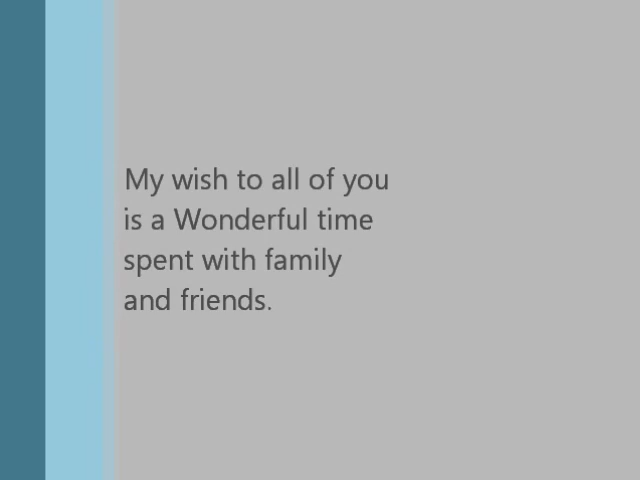 My wish to all of you
is a Wonderful time
spent with family
and friends.